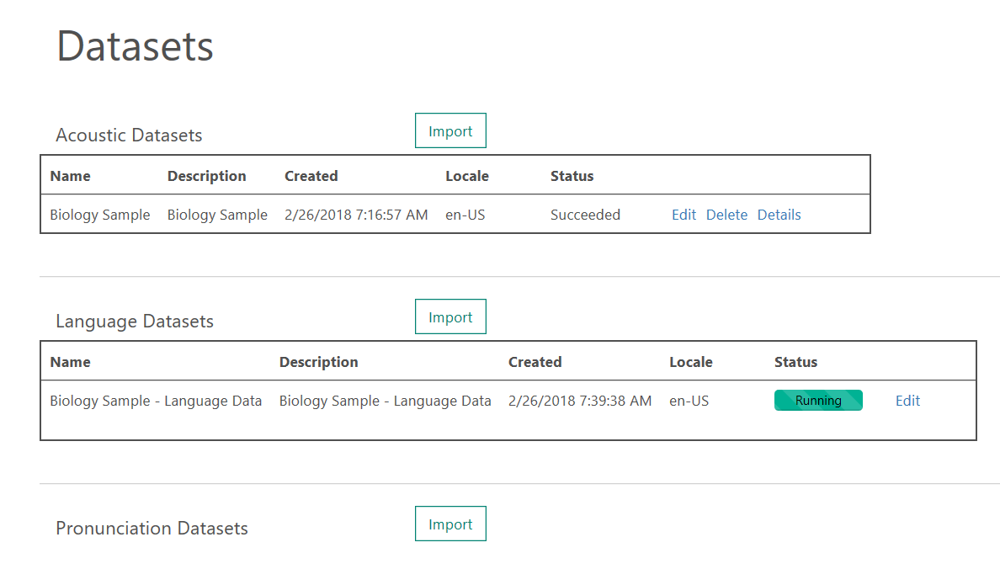 Datasets
Acoustic Datasets Import
Name Description Created Locale Status
Biology Sample Biology Sample 2/26/2018 7:16:57 AM en-US Succeeded Edit Delete Details
Language Datasets Import
Name Description Created Locale Status
Biology Sample - Language Data Biology Sample - Language Data 2/26/2018 7:39:38 AM en-US Running Edit
Pronunciation Datasets Import